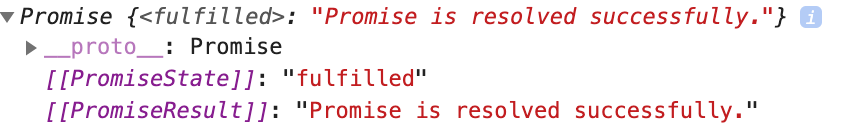 Promise {<fulfilled>: "Promise is resolved successfully."} i
__proto__: Promise
[[PromiseState]]: "fulfilled"
[[PromiseResult]]: "Promise is resolved successfully."